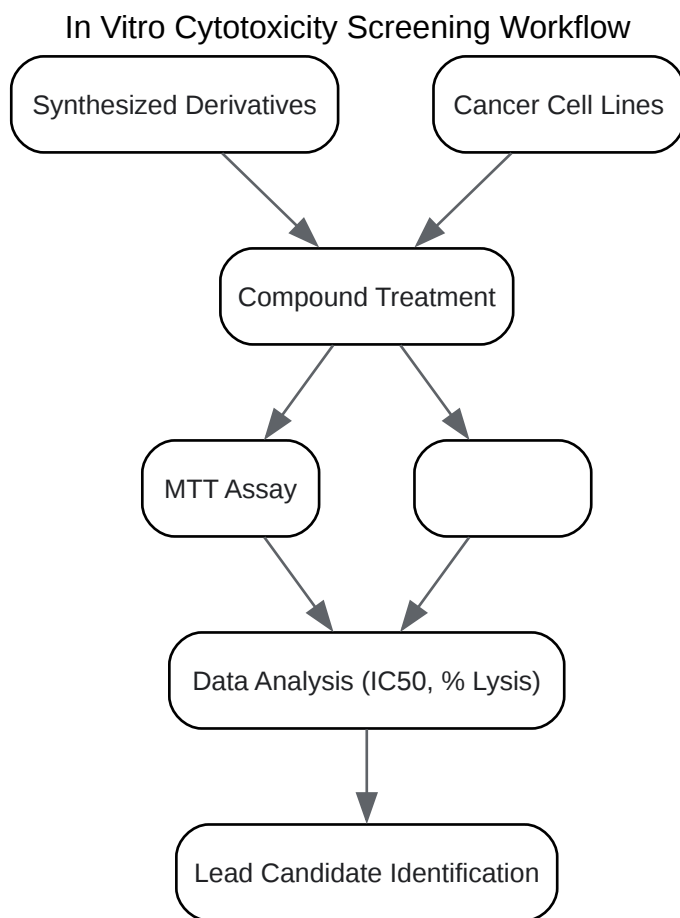 In Vitro Cytotoxicity Screening Workflow
Synthesized Derivatives
Cancer Cell Lines
Compound Treatment
MTT Assay
Data Analysis (IC50, % Lysis)
Lead Candidate Identification